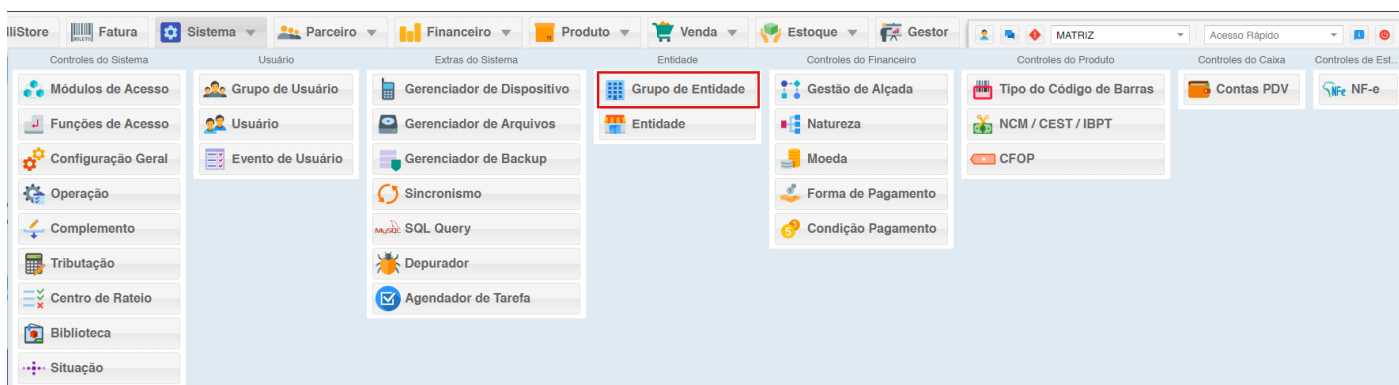 lliStore Fatura Sistema Parceiro Financeiro Produto Venda Estoque Gestor MATRIZ Acesso Rápido
Controles do Sistema Usuário Extras do Sistema Entidade Controles do Financeiro Controles do Produto Controles do Caixa Controles de Est...
Módulos de Acesso Grupo de Usuário Gerenciador de Dispositivo Grupo de Entidade Gestão de Alçada Tipo do Código de Barras Contas PDV NFe NF-e
Funções de Acesso Usuário Gerenciador de Arquivos Entidade Natureza NCM / CEST / IBPT
Configuração Geral Evento de Usuário Gerenciador de Backup Moeda CFOP
Operação Sincronismo Forma de Pagamento
Complemento MySQL SQL Query Condição Pagamento
Tributação Depurador
Centro de Rateio Agendador de Tarefa
Biblioteca
Situação